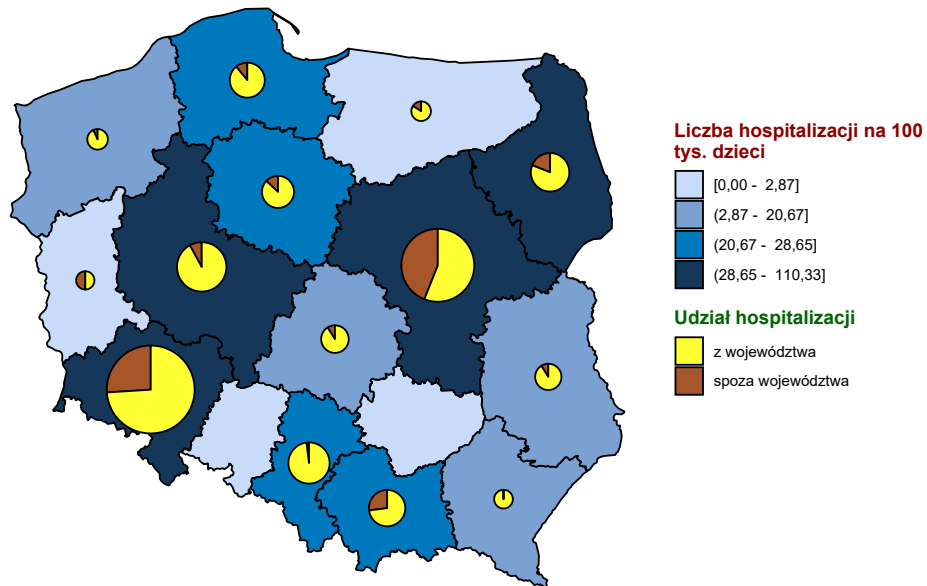 Liczba hospitalizacji na 100
tys. dzieci
[0,00 - 2,87]
(2,87 - 20,67]
(20,67 - 28,65]
(28,65 - 110,33]
Udział hospitalizacji
z województwa
spoza województwa